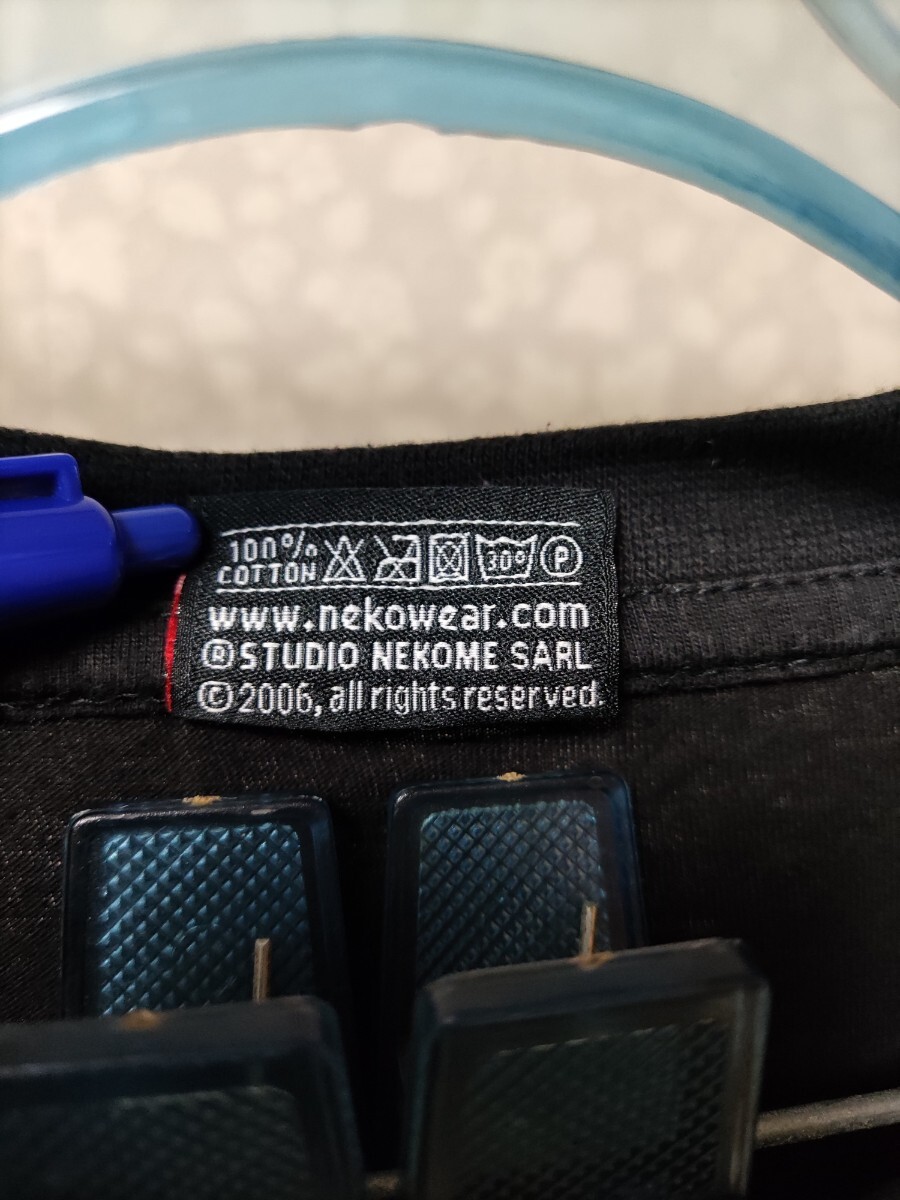 100%
COTTON 30° P
www.nekowear.com
®STUDIO NEKOME SARL
©2006, all rights reserved.